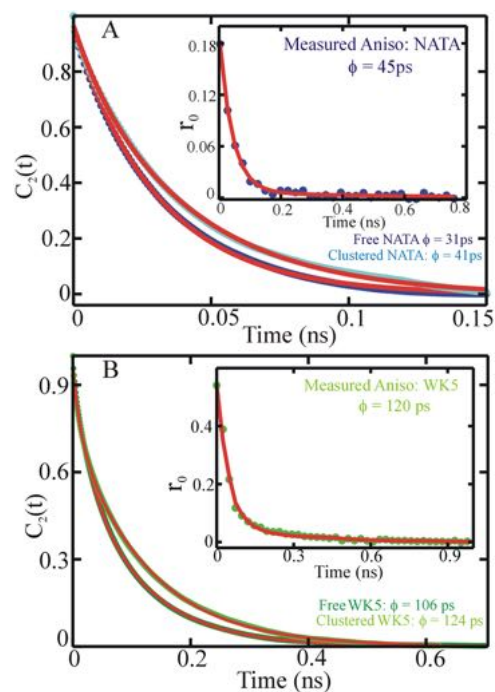 A
Measured Aniso: NATA
ϕ = 45ps
r₀
0.18
0.12
0.06
0
0
0.2
0.4
0.6
0.8
Time (ns)
C₂(t)
0.8
0.6
0.4
0.2
0
Free NATA ϕ = 31ps
Clustered NATA: ϕ = 41ps
0
0.05
0.1
0.15
Time (ns)
B
Measured Aniso: WK5
ϕ = 120 ps
r₀
0.4
0.2
0
0
0.3
0.6
0.9
Time (ns)
C₂(t)
0.9
0.6
0.3
0
Free WK5: ϕ = 106 ps
Clustered WK5: ϕ = 124 ps
0
0.2
0.4
0.6
Time (ns)